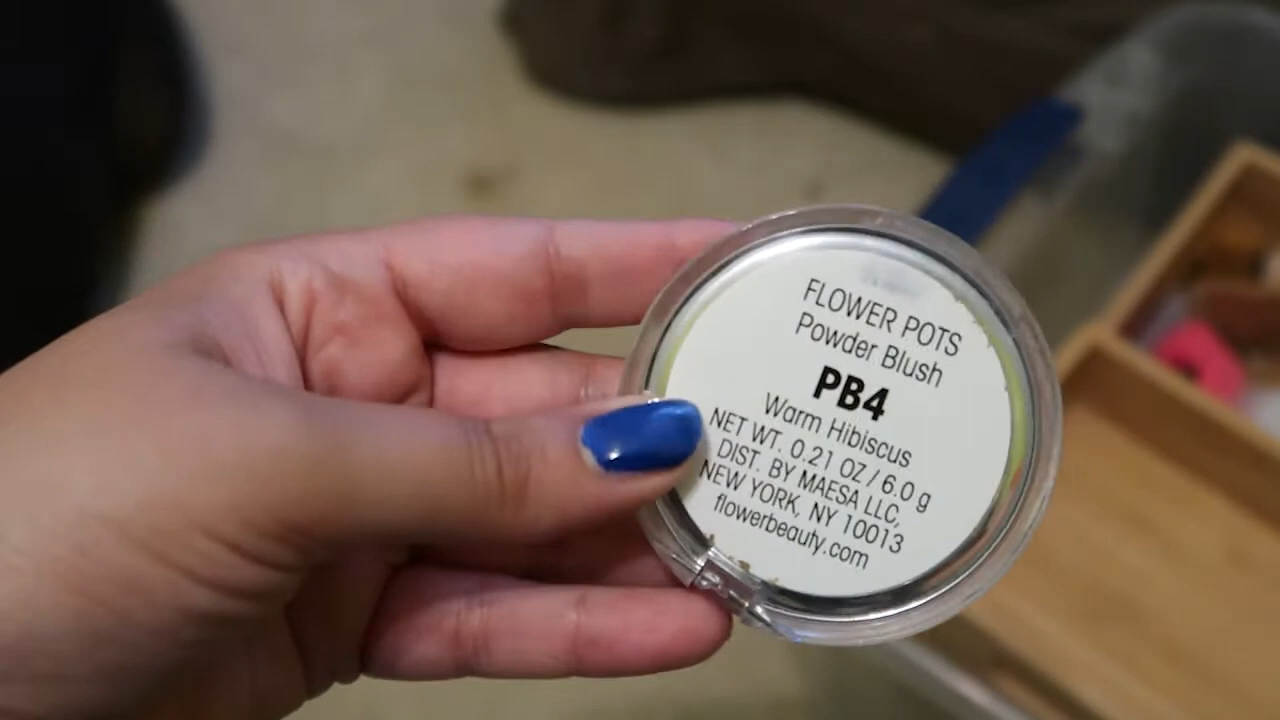 FLOWER POTS
Powder Blush
PB4
Warm Hibiscus
NET WT. 0.21 OZ / 6.0 g
DIST. BY MAESA LLC,
NEW YORK, NY 10013
flowerbeauty.com